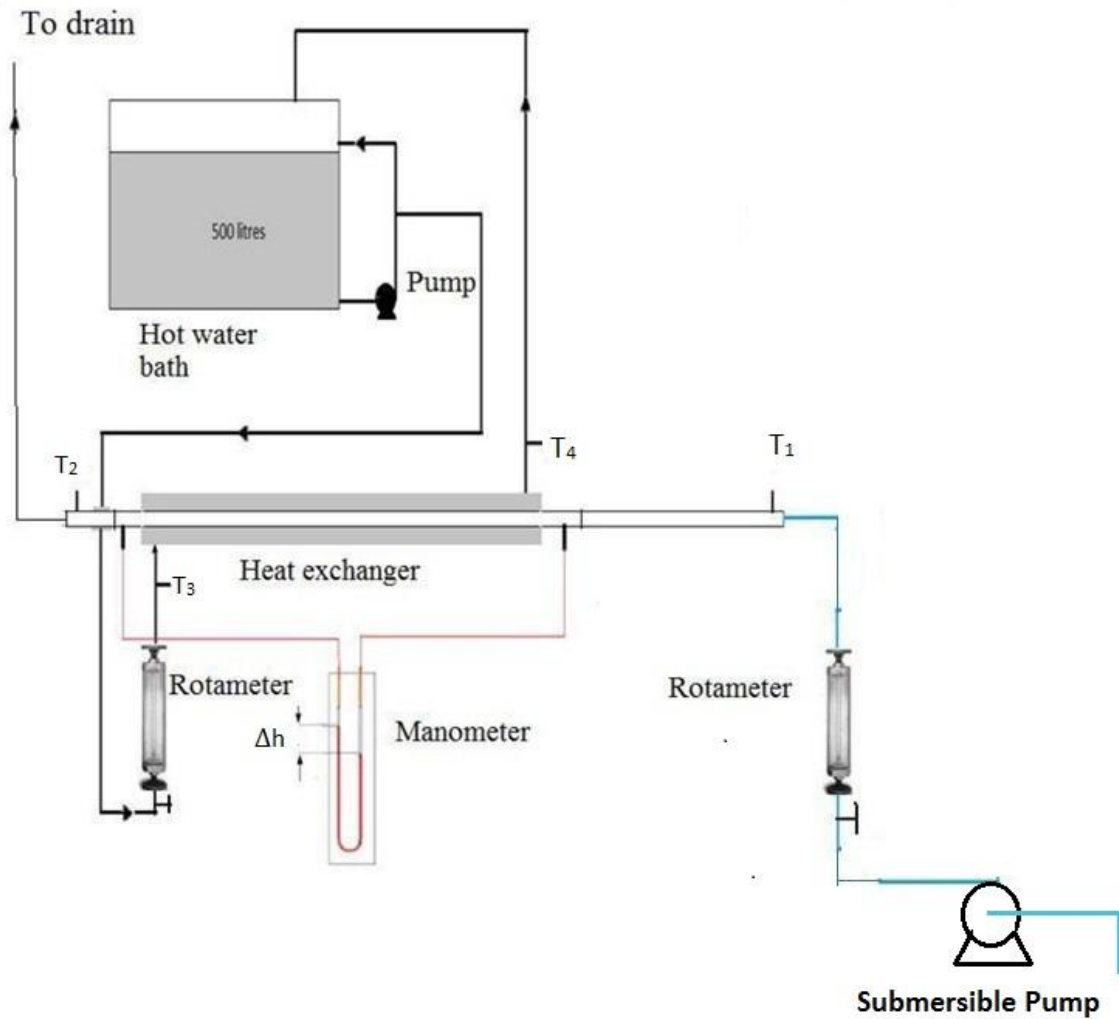 To drain
500 litres
Pump
Hot water
bath
T₂
T₄
T₁
Heat exchanger
T₃
Rotameter
Rotameter
Δh
Manometer
Submersible Pump